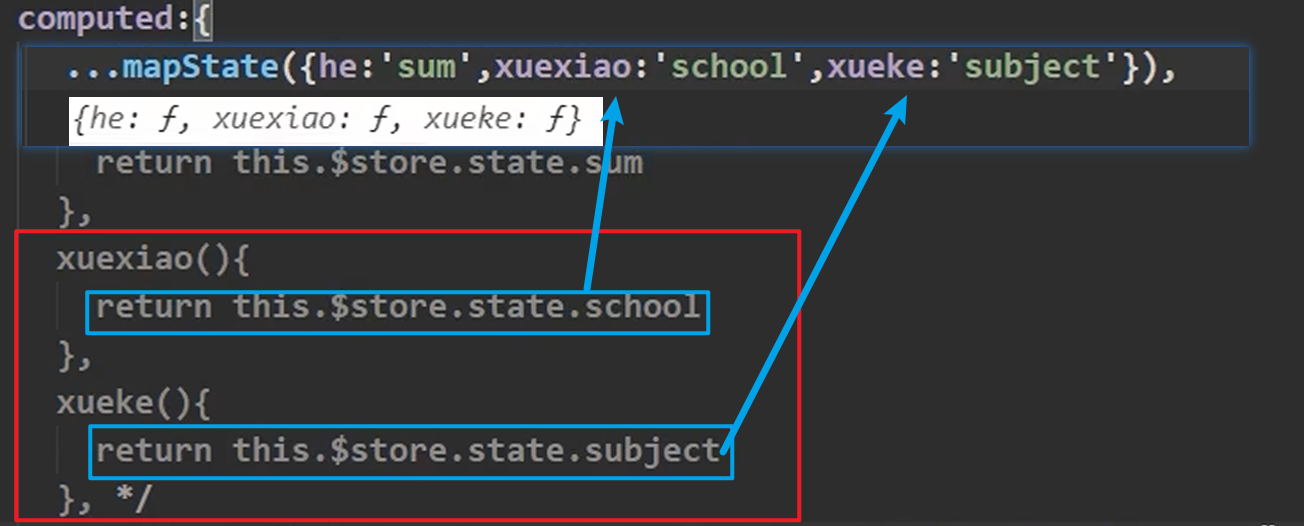 computed:{
...mapState({he:'sum',xuexiao:'school',xueke:'subject'}),
{he: f, xuexiao: f, xueke: f}
return this.$store.state.sum
},
xuexiao(){
return this.$store.state.school
},
xueke(){
return this.$store.state.subject
}, */